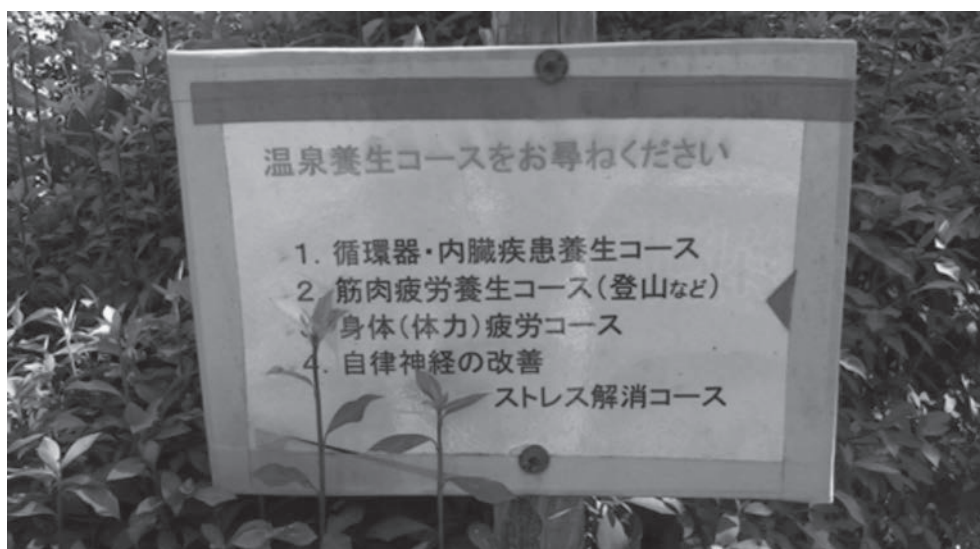 温泉養生コースをお尋ねください
1. 循環器・内臓疾患養生コース
2. 筋肉疲労養生コース(登山など)
3. 身体(体力)疲労コース
4. 自律神経の改善
ストレス解消コース